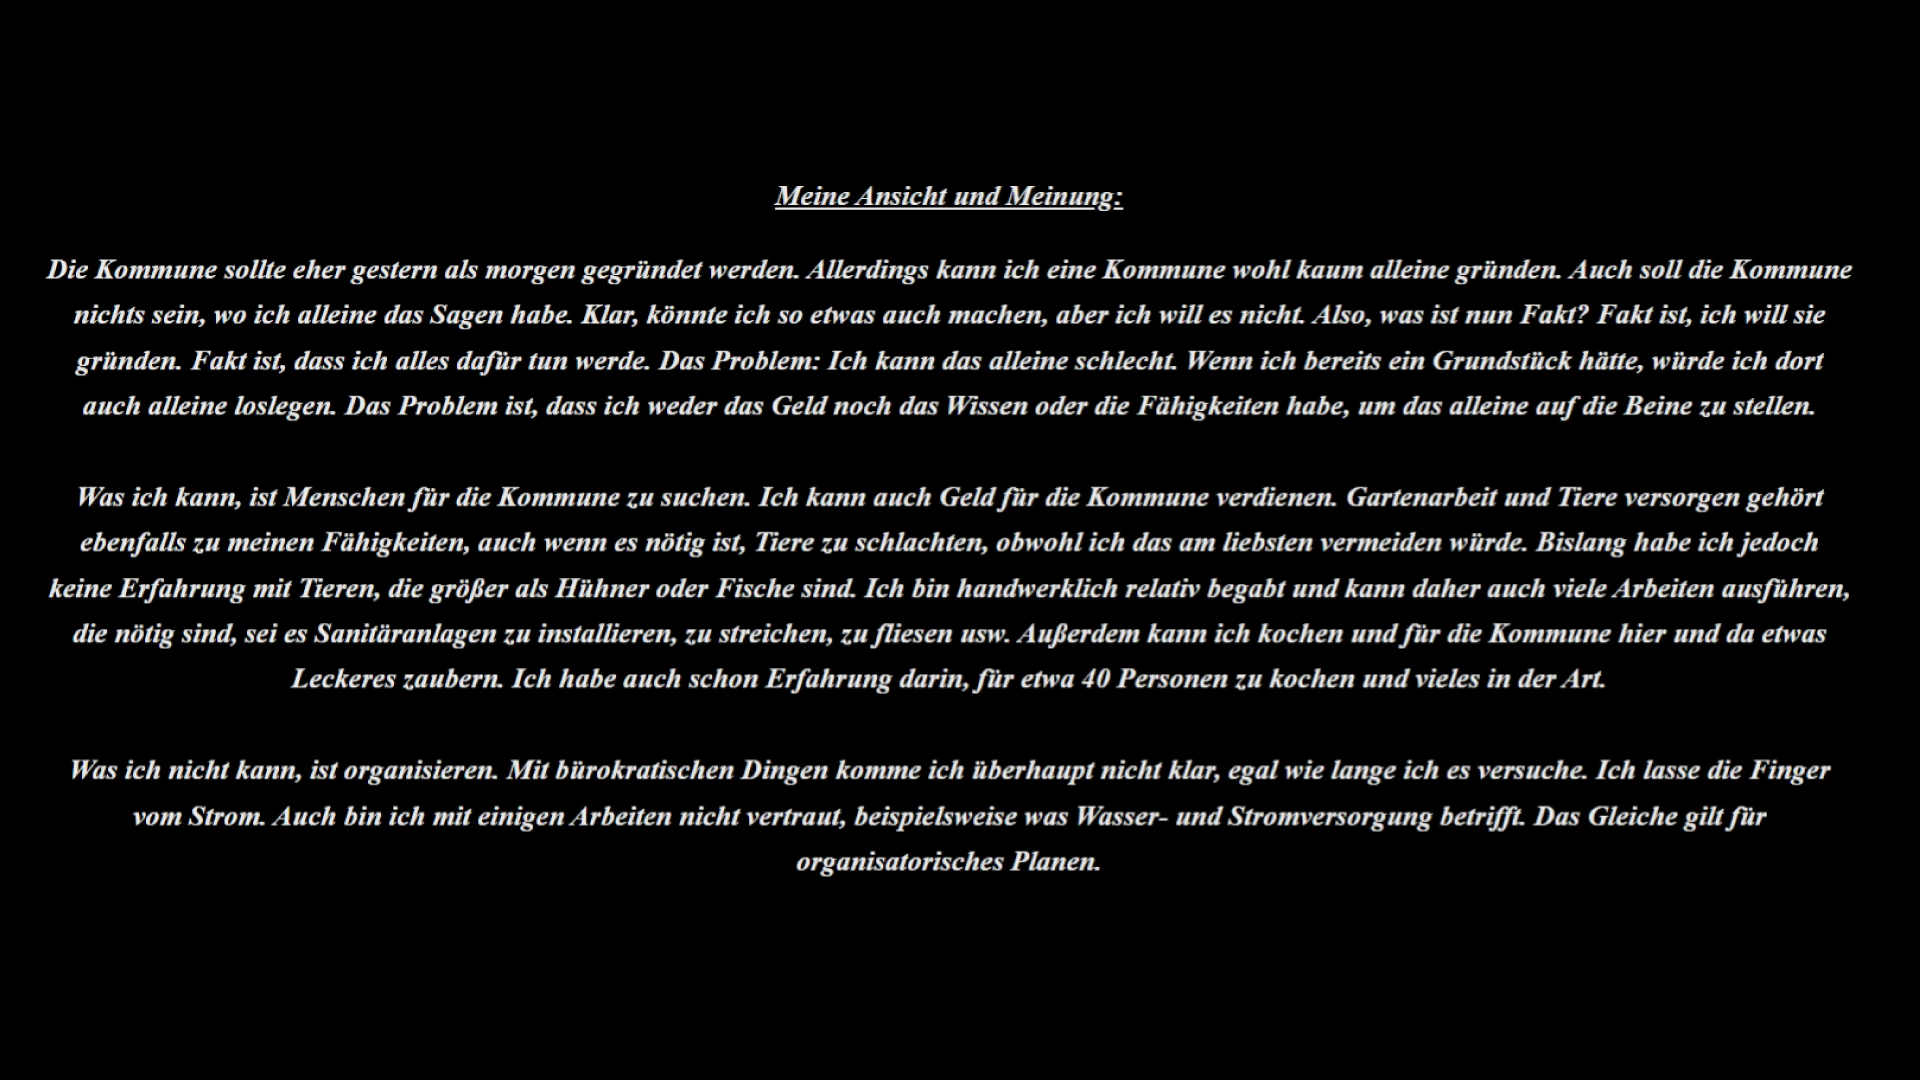 Meine Ansicht und Meinung:
Die Kommune sollte eher gestern als morgen gegründet werden. Allerdings kann ich eine Kommune wohl kaum alleine gründen. Auch soll die Kommune
nichts sein, wo ich alleine das Sagen habe. Klar, könnte ich so etwas auch machen, aber ich will es nicht. Also, was ist nun Fakt? Fakt ist, ich will sie
gründen. Fakt ist, dass ich alles dafür tun werde. Das Problem: Ich kann das alleine schlecht. Wenn ich bereits ein Grundstück hätte, würde ich dort
auch alleine loslegen. Das Problem ist, dass ich weder das Geld noch das Wissen oder die Fähigkeiten habe, um das alleine auf die Beine zu stellen.
Was ich kann, ist Menschen für die Kommune zu suchen. Ich kann auch Geld für die Kommune verdienen. Gartenarbeit und Tiere versorgen gehört
ebenfalls zu meinen Fähigkeiten, auch wenn es nötig ist, Tiere zu schlachten, obwohl ich das am liebsten vermeiden würde. Bislang habe ich jedoch
keine Erfahrung mit Tieren, die größer als Hühner oder Fische sind. Ich bin handwerklich relativ begabt und kann daher auch viele Arbeiten ausführen,
die nötig sind, sei es Sanitäranlagen zu installieren, zu streichen, zu fliesen usw. Außerdem kann ich kochen und für die Kommune hier und da etwas
Leckeres zaubern. Ich habe auch schon Erfahrung darin, für etwa 40 Personen zu kochen und vieles in der Art.
Was ich nicht kann, ist organisieren. Mit bürokratischen Dingen komme ich überhaupt nicht klar, egal wie lange ich es versuche. Ich lasse die Finger
vom Strom. Auch bin ich mit einigen Arbeiten nicht vertraut, beispielsweise was Wasser- und Stromversorgung betrifft. Das Gleiche gilt für
organisatorisches Planen.